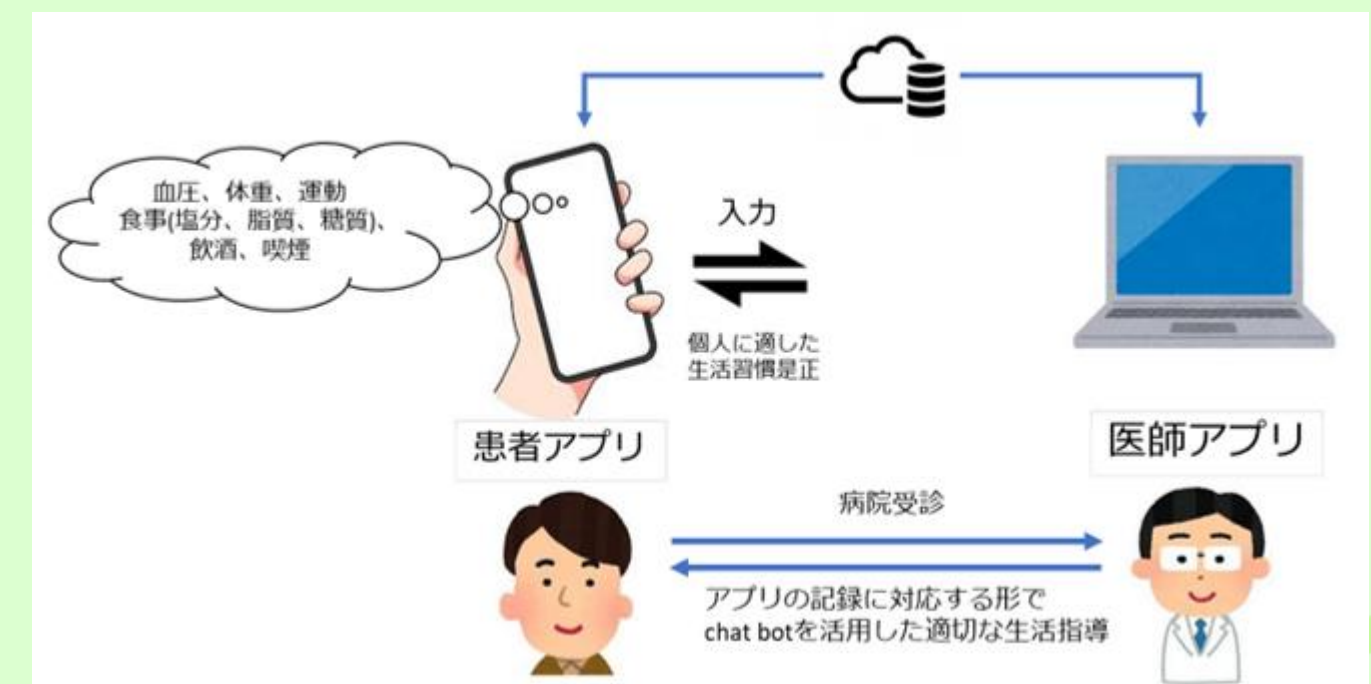 血圧、体重、運動
食事(塩分、脂質、糖質)、
飲酒、喫煙
入力
個人に適した
生活習慣是正
患者アプリ
医師アプリ
病院受診
アプリの記録に対応する形で
chat botを活用した適切な生活指導